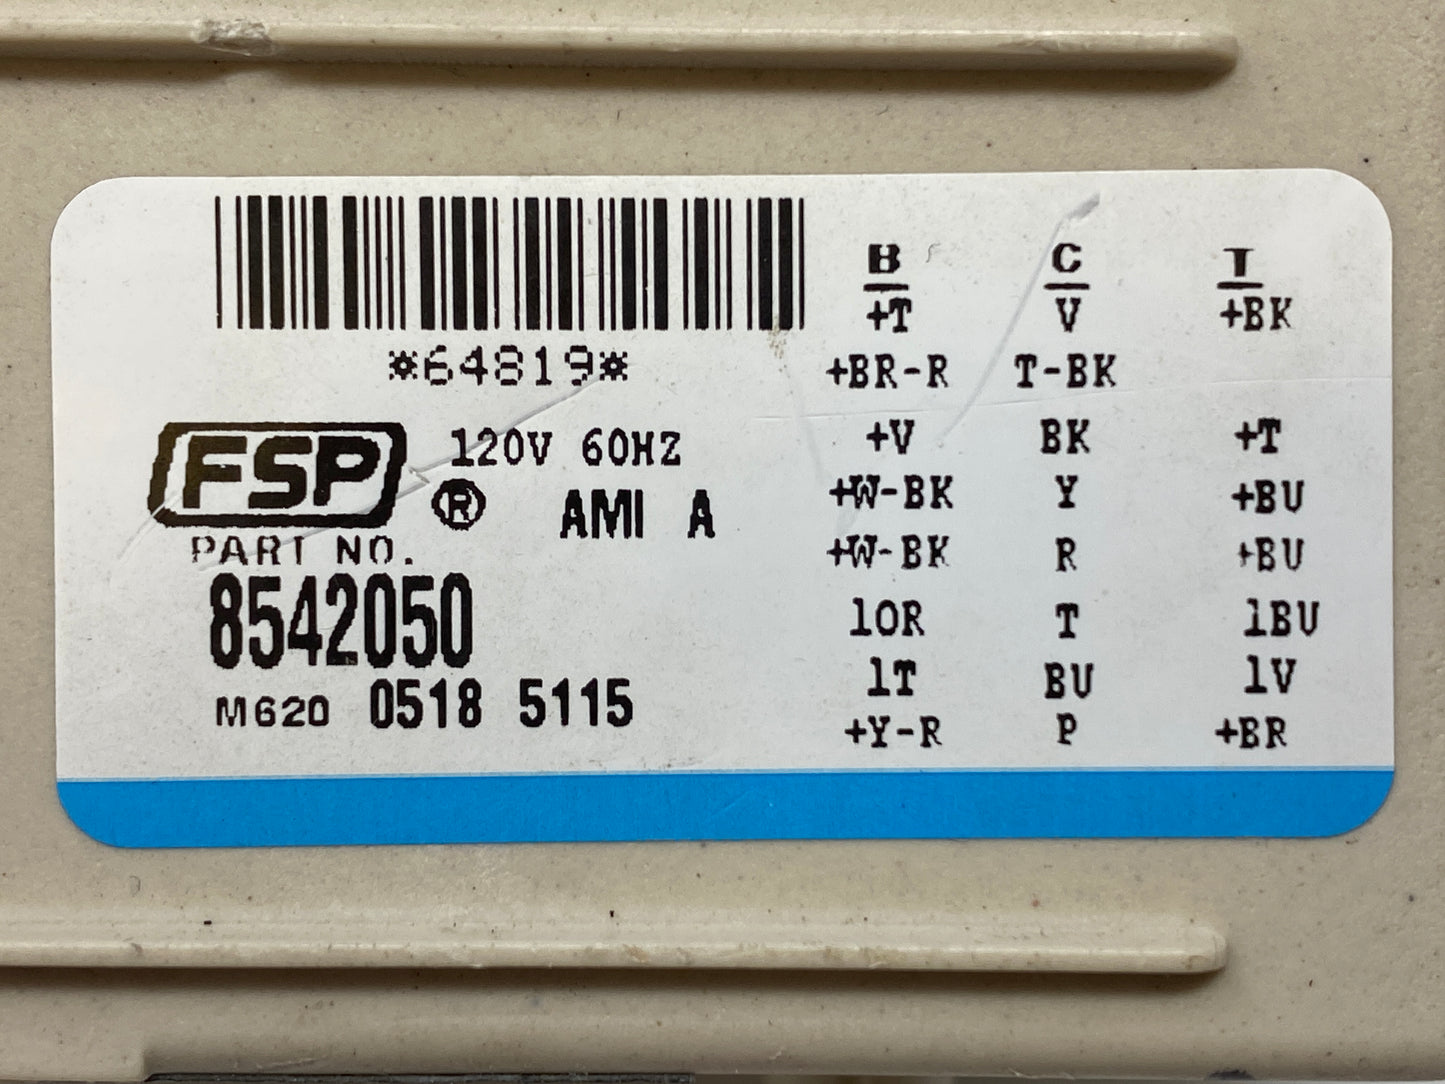 *64819*
FSP ® 120V 60HZ
AMI A
PART NO.
8542050
M620 0518 5115
B C T
+T V +BK
+BR-R T-BK
+V BK +T
+W-BK Y +BU
+W-BK R +BU
1OR T 1BU
1T BU 1V
+Y-R P +BR